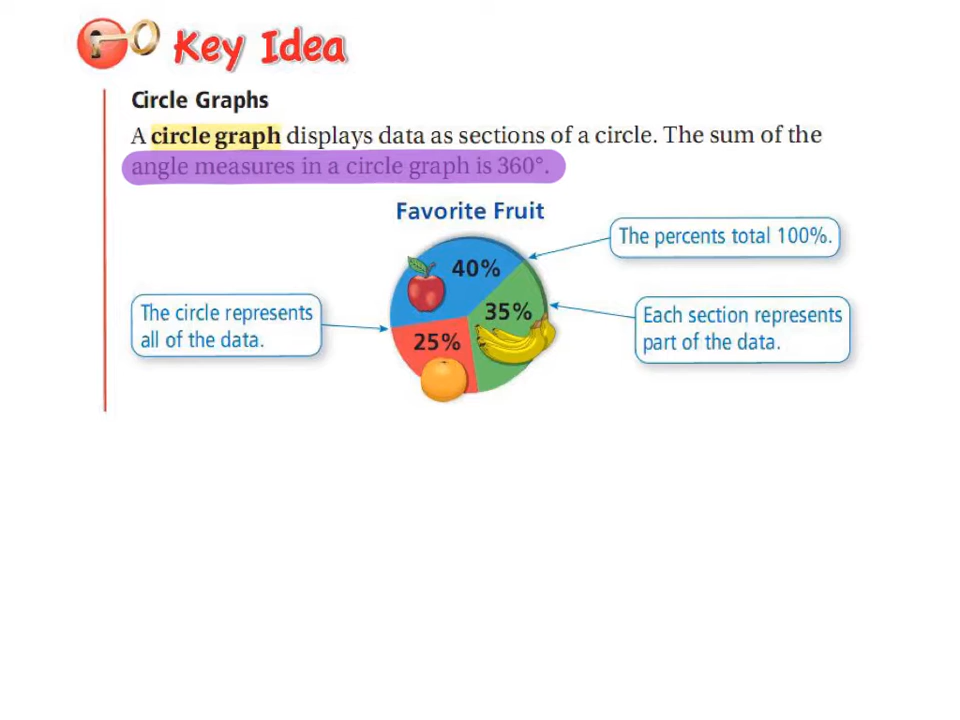 Key Idea
Circle Graphs
A circle graph displays data as sections of a circle. The sum of the
angle measures in a circle graph is 360°.
Favorite Fruit
The percents total 100%.
40%
35%
25%
The circle represents
all of the data.
Each section represents
part of the data.